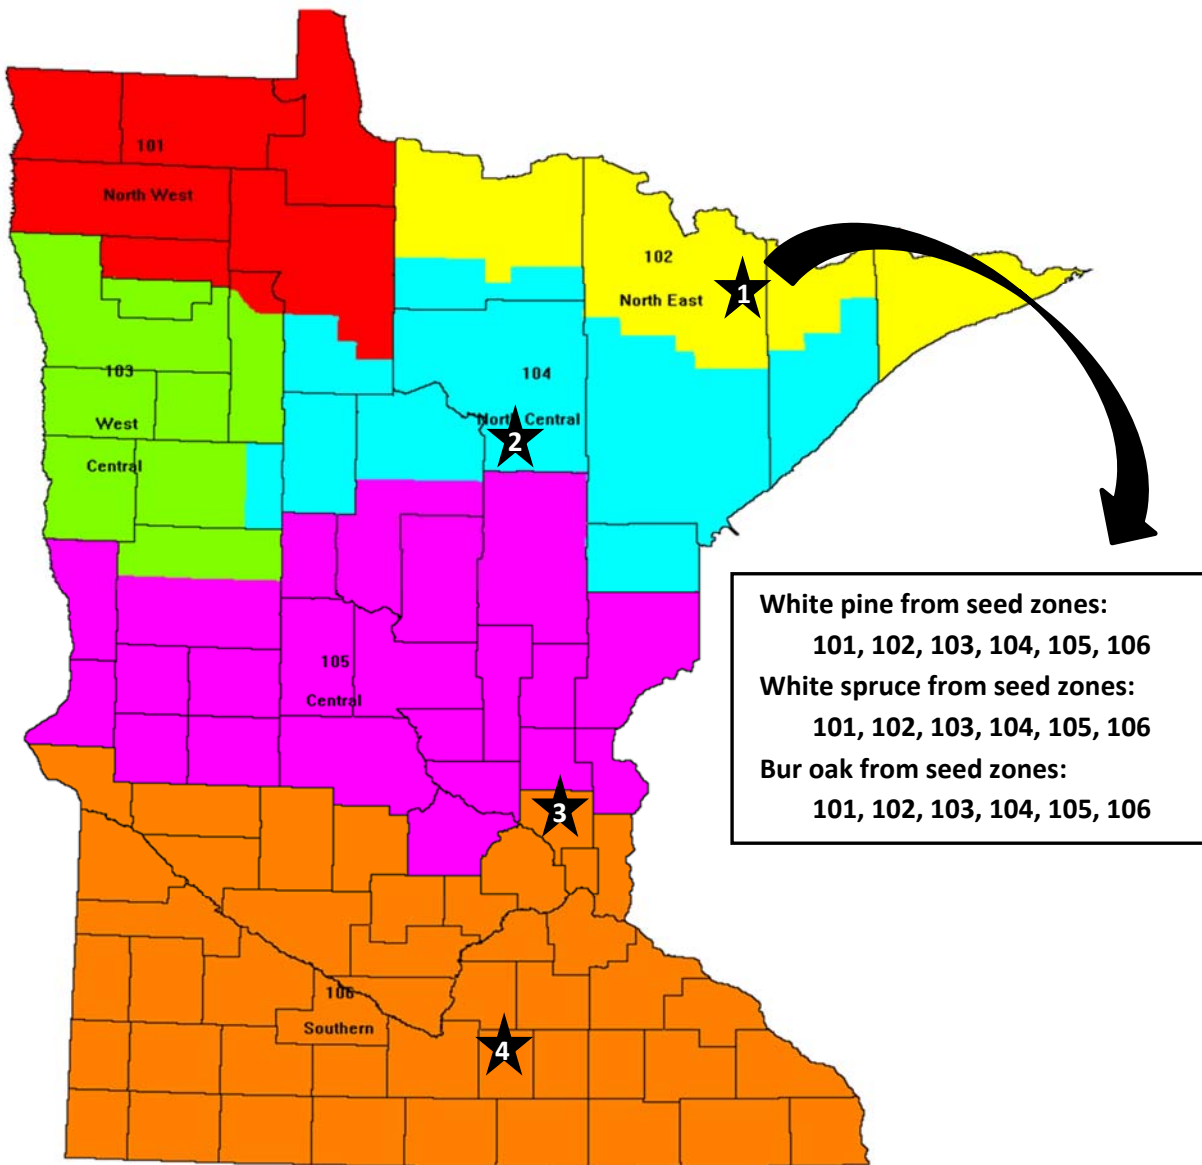 101
North West
102
North East
1
103
West
Central
104
North Central
2
105
Central
3
106
Southern
4
White pine from seed zones:
101, 102, 103, 104, 105, 106
White spruce from seed zones:
101, 102, 103, 104, 105, 106
Bur oak from seed zones:
101, 102, 103, 104, 105, 106